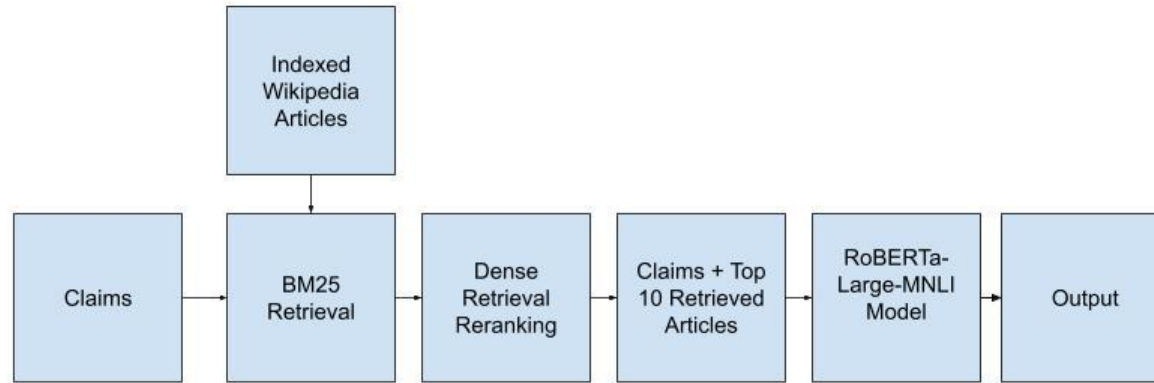 Indexed
Wikipedia
Articles
Claims
BM25
Retrieval
Dense
Retrieval
Reranking
Claims + Top
10 Retrieved
Articles
RoBERTa-
Large-MNLI
Model
Output